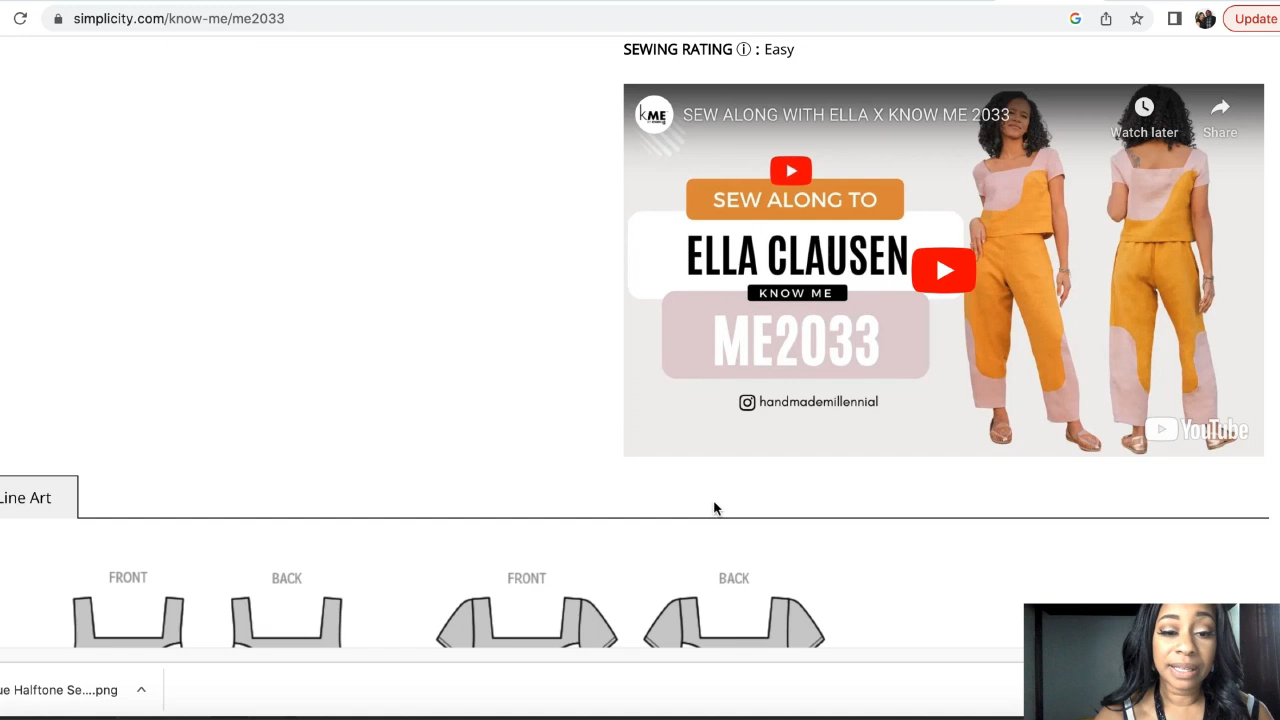 simplicity.com/know-me/me2033
Update
SEWING RATING ⓘ : Easy
kME
SEW ALONG WITH ELLA X KNOW ME 2033
Watch later
Share
SEW ALONG TO
ELLA CLAUSEN
KNOW ME
ME2033
handmademillennial
YouTube
Line Art
FRONT
BACK
FRONT
BACK
ue Halftone Se....png